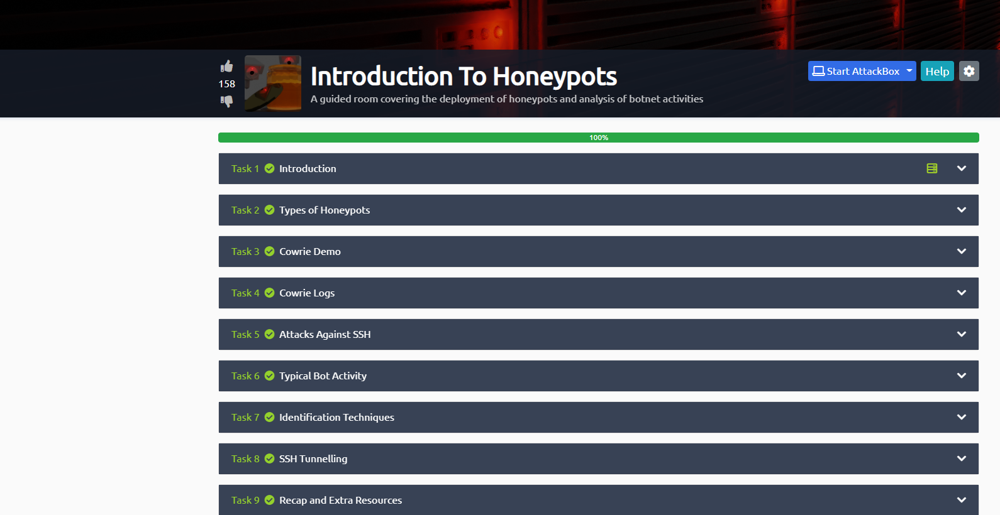 158
Introduction To Honeypots
A guided room covering the deployment of honeypots and analysis of botnet activities
Start AttackBox
Help
100%
Task 1 Introduction
Task 2 Types of Honeypots
Task 3 Cowrie Demo
Task 4 Cowrie Logs
Task 5 Attacks Against SSH
Task 6 Typical Bot Activity
Task 7 Identification Techniques
Task 8 SSH Tunnelling
Task 9 Recap and Extra Resources